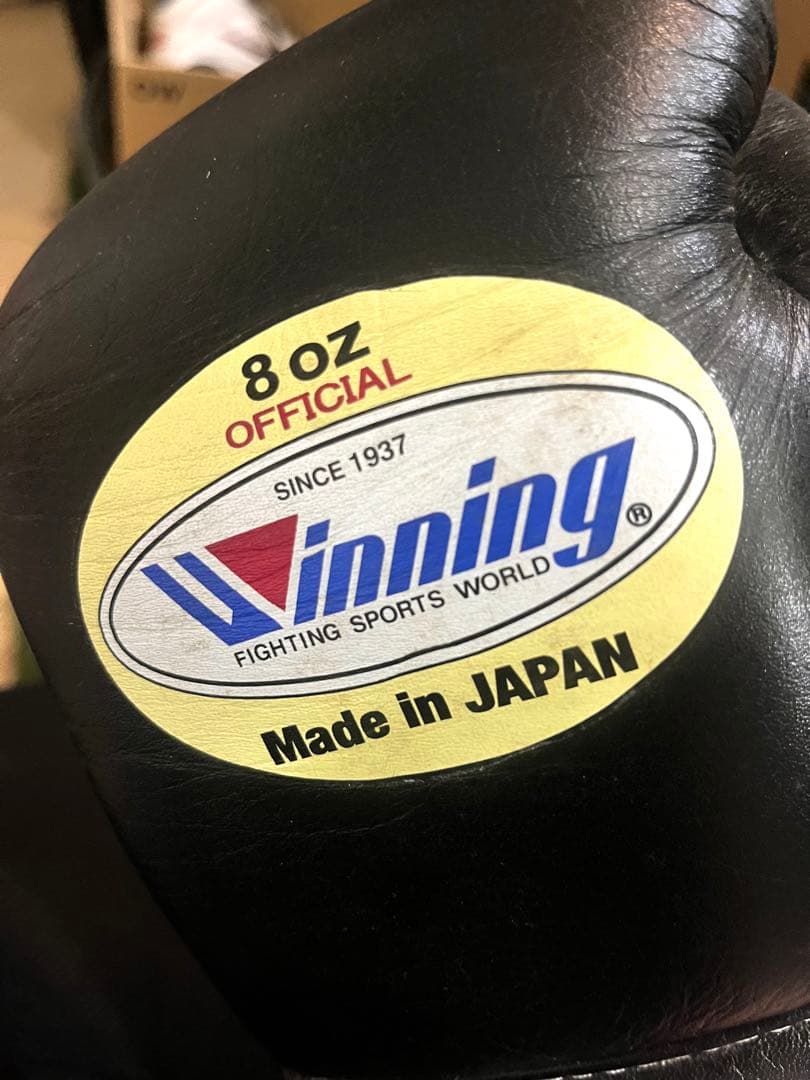 8 oz
OFFICIAL
SINCE 1937
Winning®
FIGHTING SPORTS WORLD
Made in JAPAN